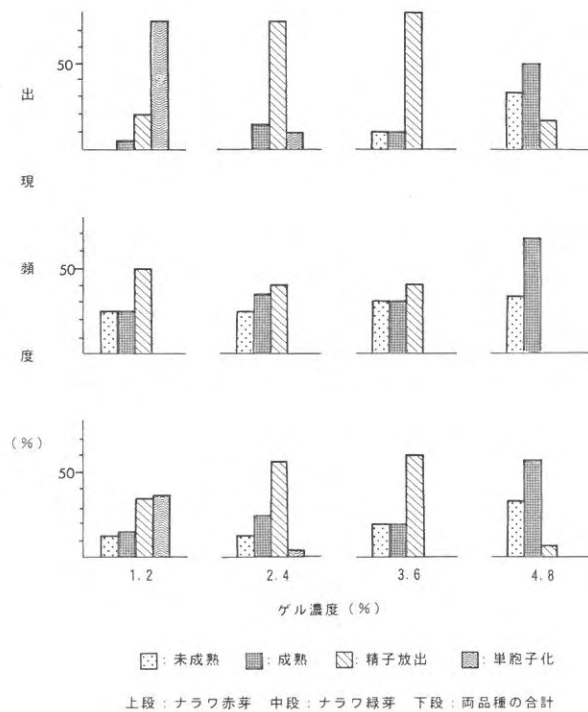 50
出
現
50
頻
度
(%)
50
1.2 2.4 3.6 4.8
ゲル濃度(%)
:未成熟 :成熟 :精子放出 :単胞子化
上段:ナラワ赤芽 中段:ナラワ緑芽 下段:両品種の合計